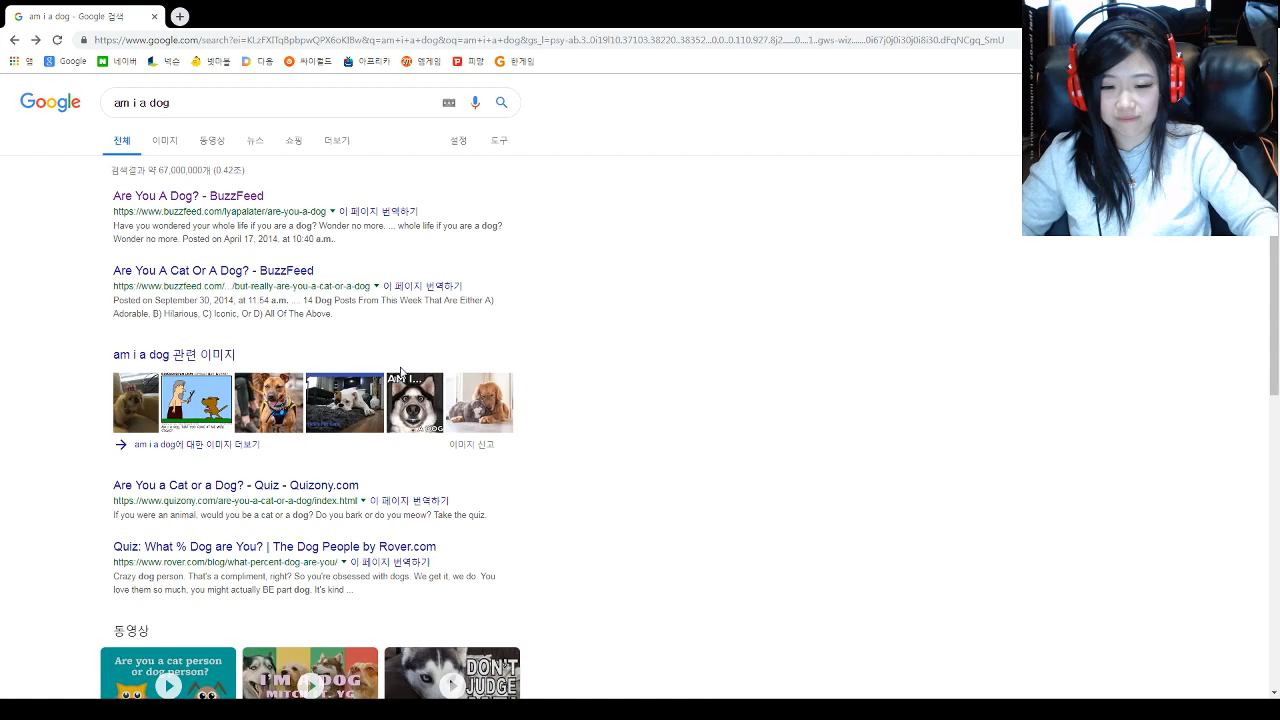 am i a dog - Google 검색
https://www.google.com/search?ei=KLzFXITqBpbpwQPXoKIBw&q=am+i+a+dog&oq=am+i+a+dog&gs_l=psy-ab.3..0i19l10.37103.38220..38352...0.0..0.110.927.8j2......0....1..gws-wiz.......0i67j0j0i30j0i8i30.dFqNCgq_SmU
앱 Google 네이버 넥슨 넷마블 다음 싸이월드 아프리카 엠게임 피망 한게임
Google
am i a dog
전체 이미지 동영상 뉴스 쇼핑 더보기 설정 도구
검색결과 약 67,000,000개 (0.42초)
Are You A Dog? - BuzzFeed
https://www.buzzfeed.com/lyapalater/are-you-a-dog 이 페이지 번역하기
Have you wondered your whole life if you are a dog? Wonder no more. ... whole life if you are a dog?
Wonder no more. Posted on April 17, 2014, at 10:40 a.m..
Are You A Cat Or A Dog? - BuzzFeed
https://www.buzzfeed.com/.../but-really-are-you-a-cat-or-a-dog 이 페이지 번역하기
Posted on September 30, 2014, at 11:54 a.m. .... 14 Dog Posts From This Week That Are Either A)
Adorable, B) Hilarious, C) Iconic, Or D) All Of The Above.
am i a dog 관련 이미지
AM I...
A DOG
am i a dog에 대한 이미지 더보기 이미지 신고
Are You a Cat or a Dog? - Quiz - Quizony.com
https://www.quizony.com/are-you-a-cat-or-a-dog/index.html 이 페이지 번역하기
If you were an animal, would you be a cat or a dog? Do you bark or do you meow? Take the quiz.
Quiz: What % Dog are You? | The Dog People by Rover.com
https://www.rover.com/blog/what-percent-dog-are-you/ 이 페이지 번역하기
Crazy dog person. That's a compliment, right? So you're obsessed with dogs. We get it, we do. You
love them so much, you might actually BE part dog. It's kind ...
동영상
Are you a cat person
or dog person?
I'M A DOG
DON'T
JUDGE